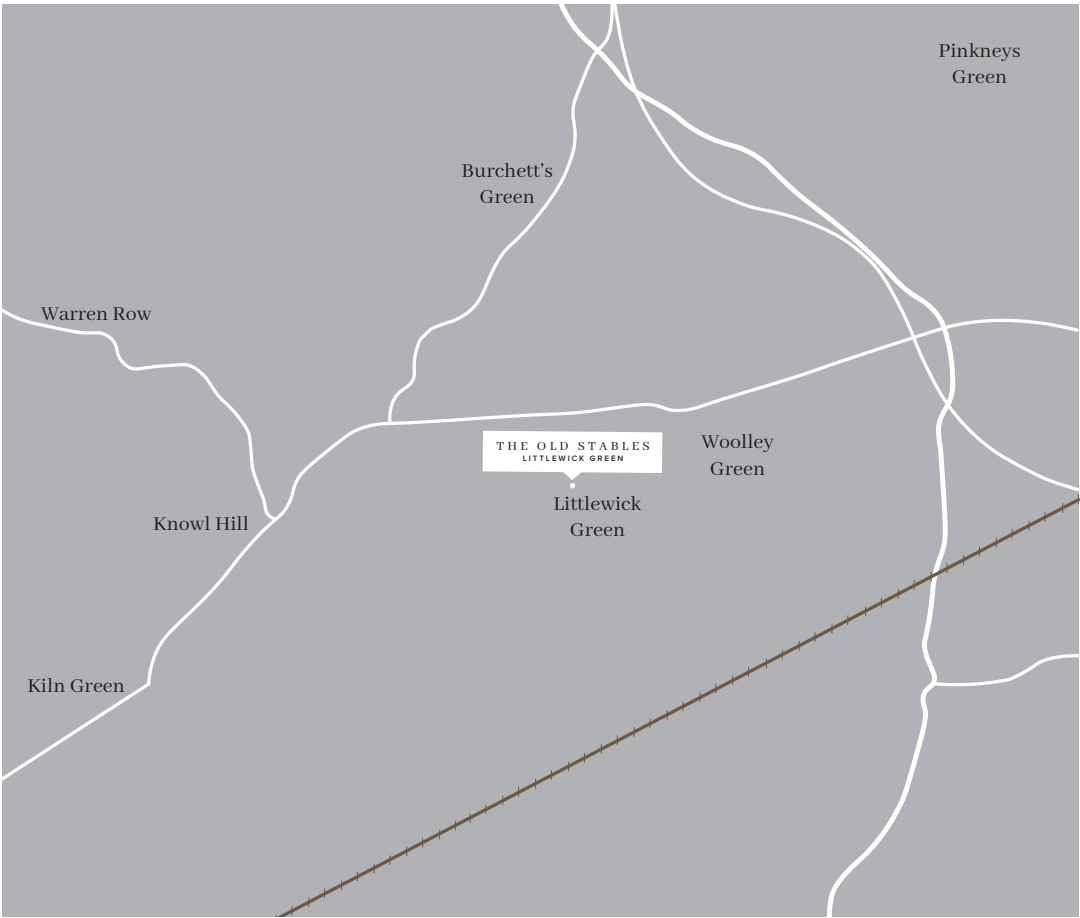 Pinkneys
Green
Burchett’s
Green
Warren Row
THE OLD STABLES
LITTLEWICK GREEN
Woolley
Green
Littlewick
Green
Knowl Hill
Kiln Green